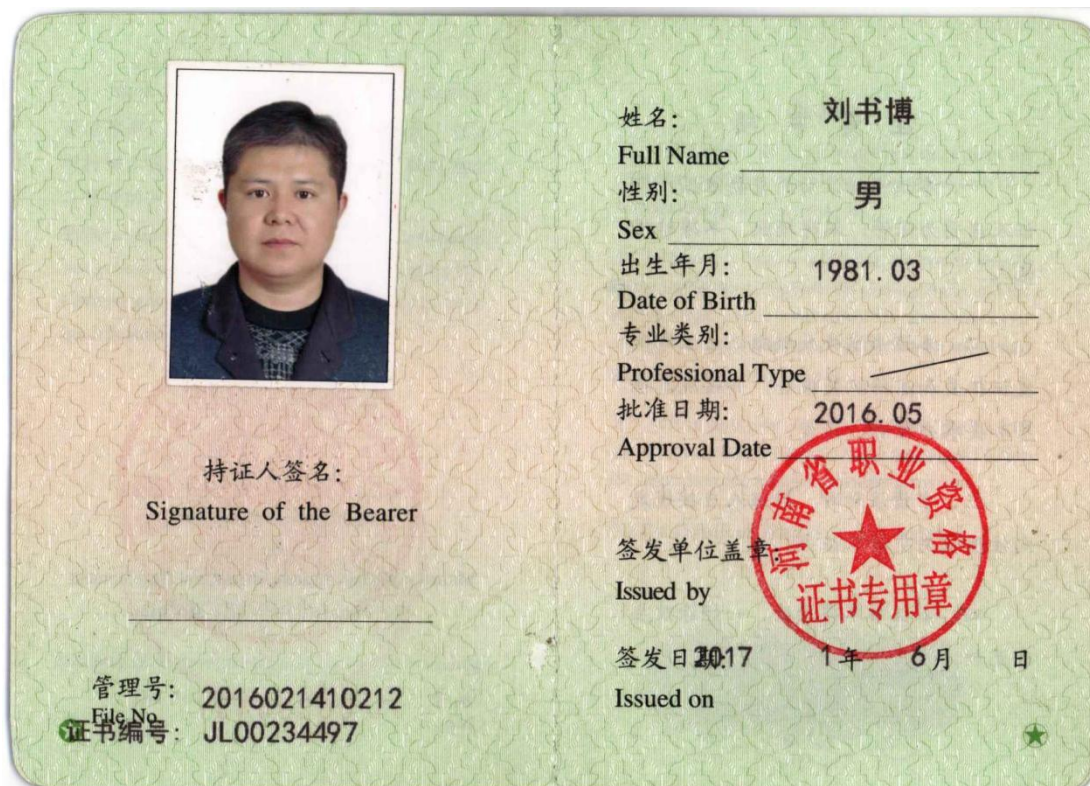 持证人签名:
Signature of the Bearer
管理号: 2016021410212
File No.
证书编号: JL00234497
姓名: 刘书博
Full Name
性别: 男
Sex
出生年月: 1981.03
Date of Birth
专业类别:
Professional Type
批准日期: 2016.05
Approval Date
河南省职业资格
证书专用章
签发单位盖章:
Issued by
签发日期: 2017 1年 6月 日
Issued on